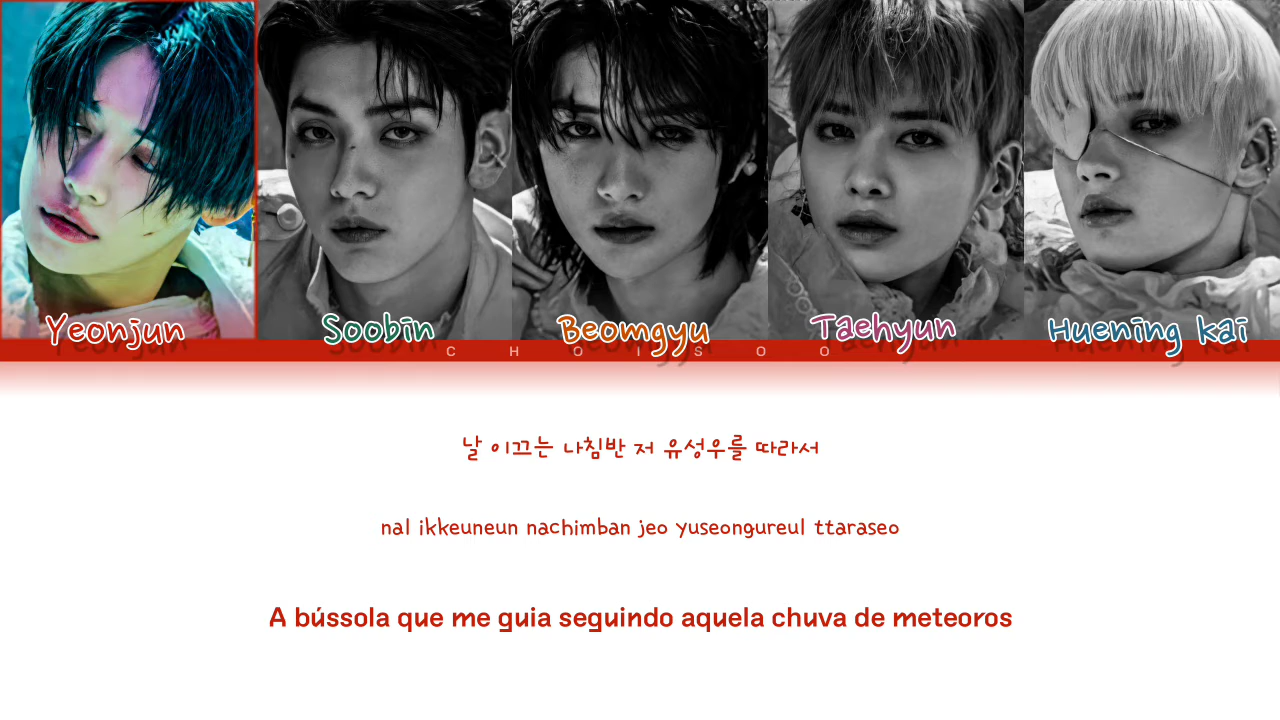 Yeonjun Soobin Beomgyu Taehyun Huening kai
C H O I S O O
날 이끄는 나침반 저 유성우를 따라서
nal ikkeuneun nachimban jeo yuseongureul ttaraseo
A bússola que me guia seguindo aquela chuva de meteoros